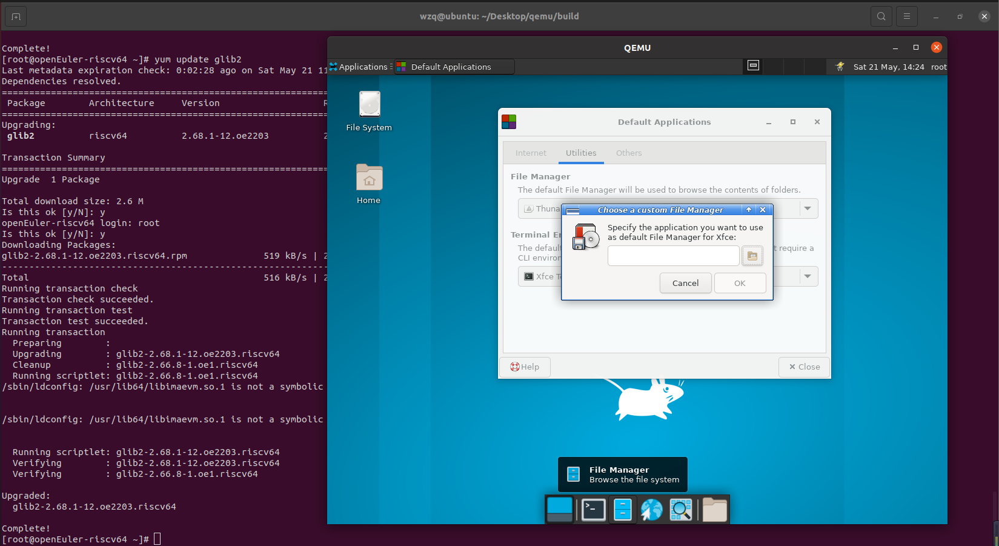 wzq@ubuntu: ~/Desktop/qemu/build
Complete!
[root@openEuler-riscv64 ~]# yum update glib2
Last metadata expiration check: 0:02:28 ago on Sat May 21 11
Dependencies resolved.
================================================================
Package Architecture Version R
================================================================
Upgrading:
glib2 riscv64 2.68.1-12.oe2203 2
Transaction Summary
================================================================
Upgrade 1 Package
Total download size: 2.6 M
Is this ok [y/N]: y
openEuler-riscv64 login: root
Is this ok [y/N]: y
Downloading Packages:
glib2-2.68.1-12.oe2203.riscv64.rpm 519 kB/s | 2
----------------------------------------------------------------
Total 516 kB/s | 2
Running transaction check
Transaction check succeeded.
Running transaction test
Transaction test succeeded.
Running transaction
Preparing :
Upgrading : glib2-2.68.1-12.oe2203.riscv64
Cleanup : glib2-2.66.8-1.oe1.riscv64
Running scriptlet: glib2-2.66.8-1.oe1.riscv64
/sbin/ldconfig: /usr/lib64/libimaevm.so.1 is not a symbolic
/sbin/ldconfig: /usr/lib64/libimaevm.so.1 is not a symbolic
Running scriptlet: glib2-2.68.1-12.oe2203.riscv64
Verifying : glib2-2.68.1-12.oe2203.riscv64
Verifying : glib2-2.66.8-1.oe1.riscv64
Upgraded:
glib2-2.68.1-12.oe2203.riscv64
Complete!
[root@openEuler-riscv64 ~]#
QEMU
Applications Default Applications Sat 21 May, 14:24 root
File System
Home
Default Applications
Internet Utilities Others
File Manager
The default File Manager will be used to browse the contents of folders.
Thuna
Terminal E
The default t require a
CLI environ
Xfce T
Help Close
Choose a custom File Manager
Specify the application you want to use
as default File Manager for Xfce:
Cancel OK
File Manager
Browse the file system